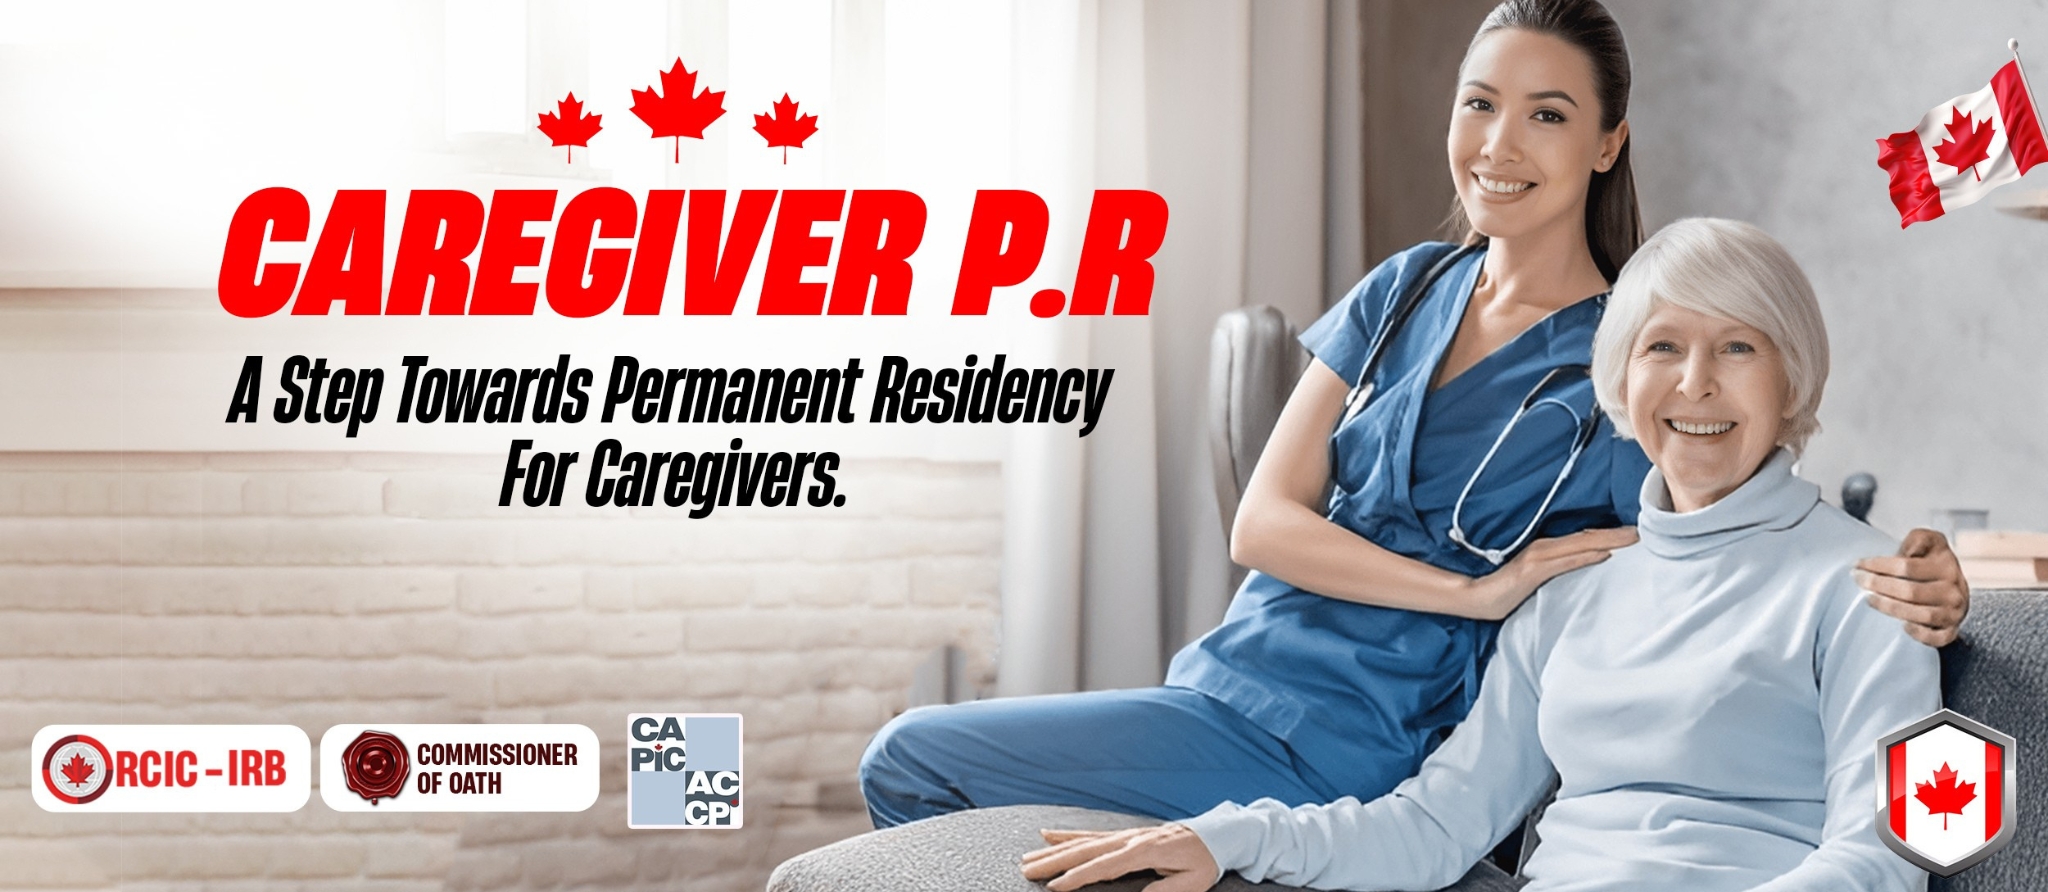 CAREGIVER P.R
A Step Towards Permanent Residency
For Caregivers.
RCIC - IRB
COMMISSIONER
OF OATH
CA
PiC
AC
CPi